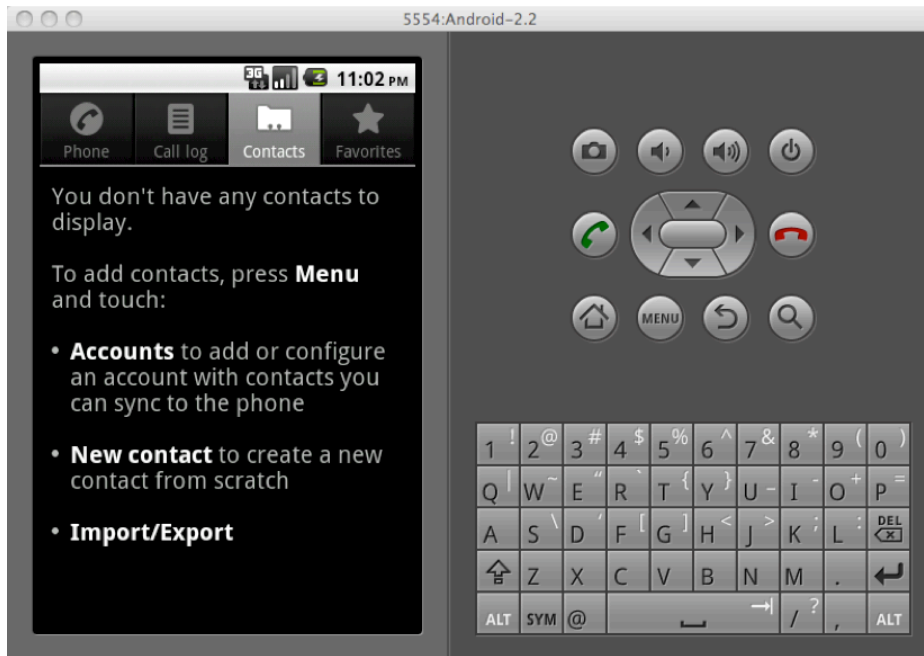 5554:Android-2.2
3G 11:02 PM
Phone Call log Contacts Favorites
You don't have any contacts to
display.
To add contacts, press Menu
and touch:
• Accounts to add or configure
an account with contacts you
can sync to the phone
• New contact to create a new
contact from scratch
• Import/Export
MENU
1 ! 2 @ 3 # 4 $ 5 % 6 ^ 7 & 8 * 9 ( 0 )
Q | W ~ E " R ` T { Y } U _ I - O + P =
A S \ D ' F [ G ] H < J > K ; L : DEL
Z X C V B N M .
ALT SYM @ / ? , ALT